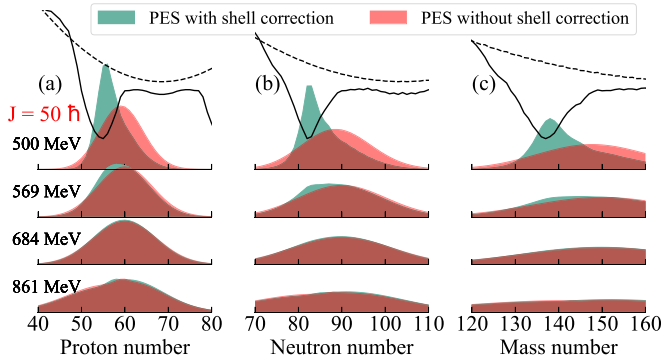 PES with shell correction PES without shell correction
(a) (b) (c)
J = 50 ħ
500 MeV
569 MeV
684 MeV
861 MeV
40 50 60 70 80 70 80 90 100 110 120 130 140 150 160
Proton number Neutron number Mass number